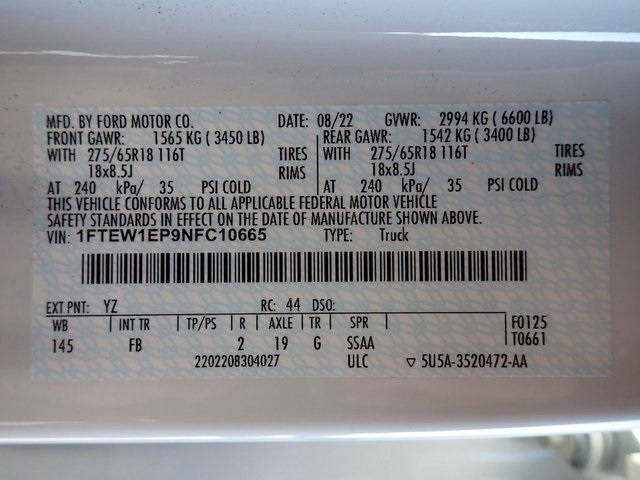 MFD. BY FORD MOTOR CO. DATE: 08/22 GVWR: 2994 KG ( 6600 LB)
FRONT GAWR: 1565 KG ( 3450 LB) REAR GAWR: 1542 KG ( 3400 LB)
WITH 275/65R18 116T TIRES WITH 275/65R18 116T TIRES
18x8.5J RIMS 18x8.5J RIMS
AT 240 kPa/ 35 PSI COLD AT 240 kPa/ 35 PSI COLD
THIS VEHICLE CONFORMS TO ALL APPLICABLE FEDERAL MOTOR VEHICLE
SAFETY STANDARDS IN EFFECT ON THE DATE OF MANUFACTURE SHOWN ABOVE.
VIN: 1FTEW1EP9NFC10665 TYPE: Truck
EXT PNT: YZ RC: 44 DSO:
WB INT TR TP/PS R AXLE TR SPR F0125
145 FB 2 19 G SSAA T0661
2202208304027 ULC ▽ 5U5A-3520472-AA